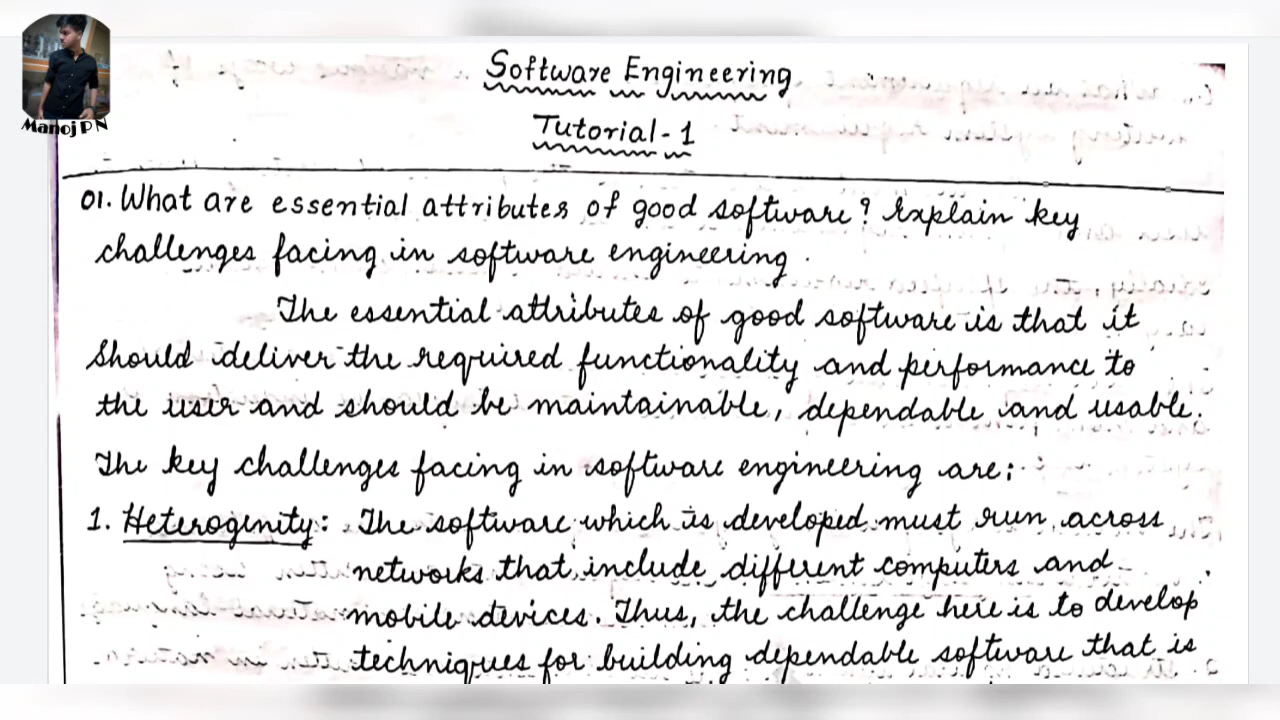 Manoj P N
Software Engineering
Tutorial - 1
01. What are essential attributes of good software? Explain key
challenges facing in software engineering.
The essential attributes of good software is that it
should deliver the required functionality and performance to
the user and should be maintainable, dependable and usable.
The key challenges facing in software engineering are:
1. Heterogenity: The software which is developed must run across
networks that include different computers and
mobile devices. Thus, the challenge here is to develop
techniques for building dependable software that is